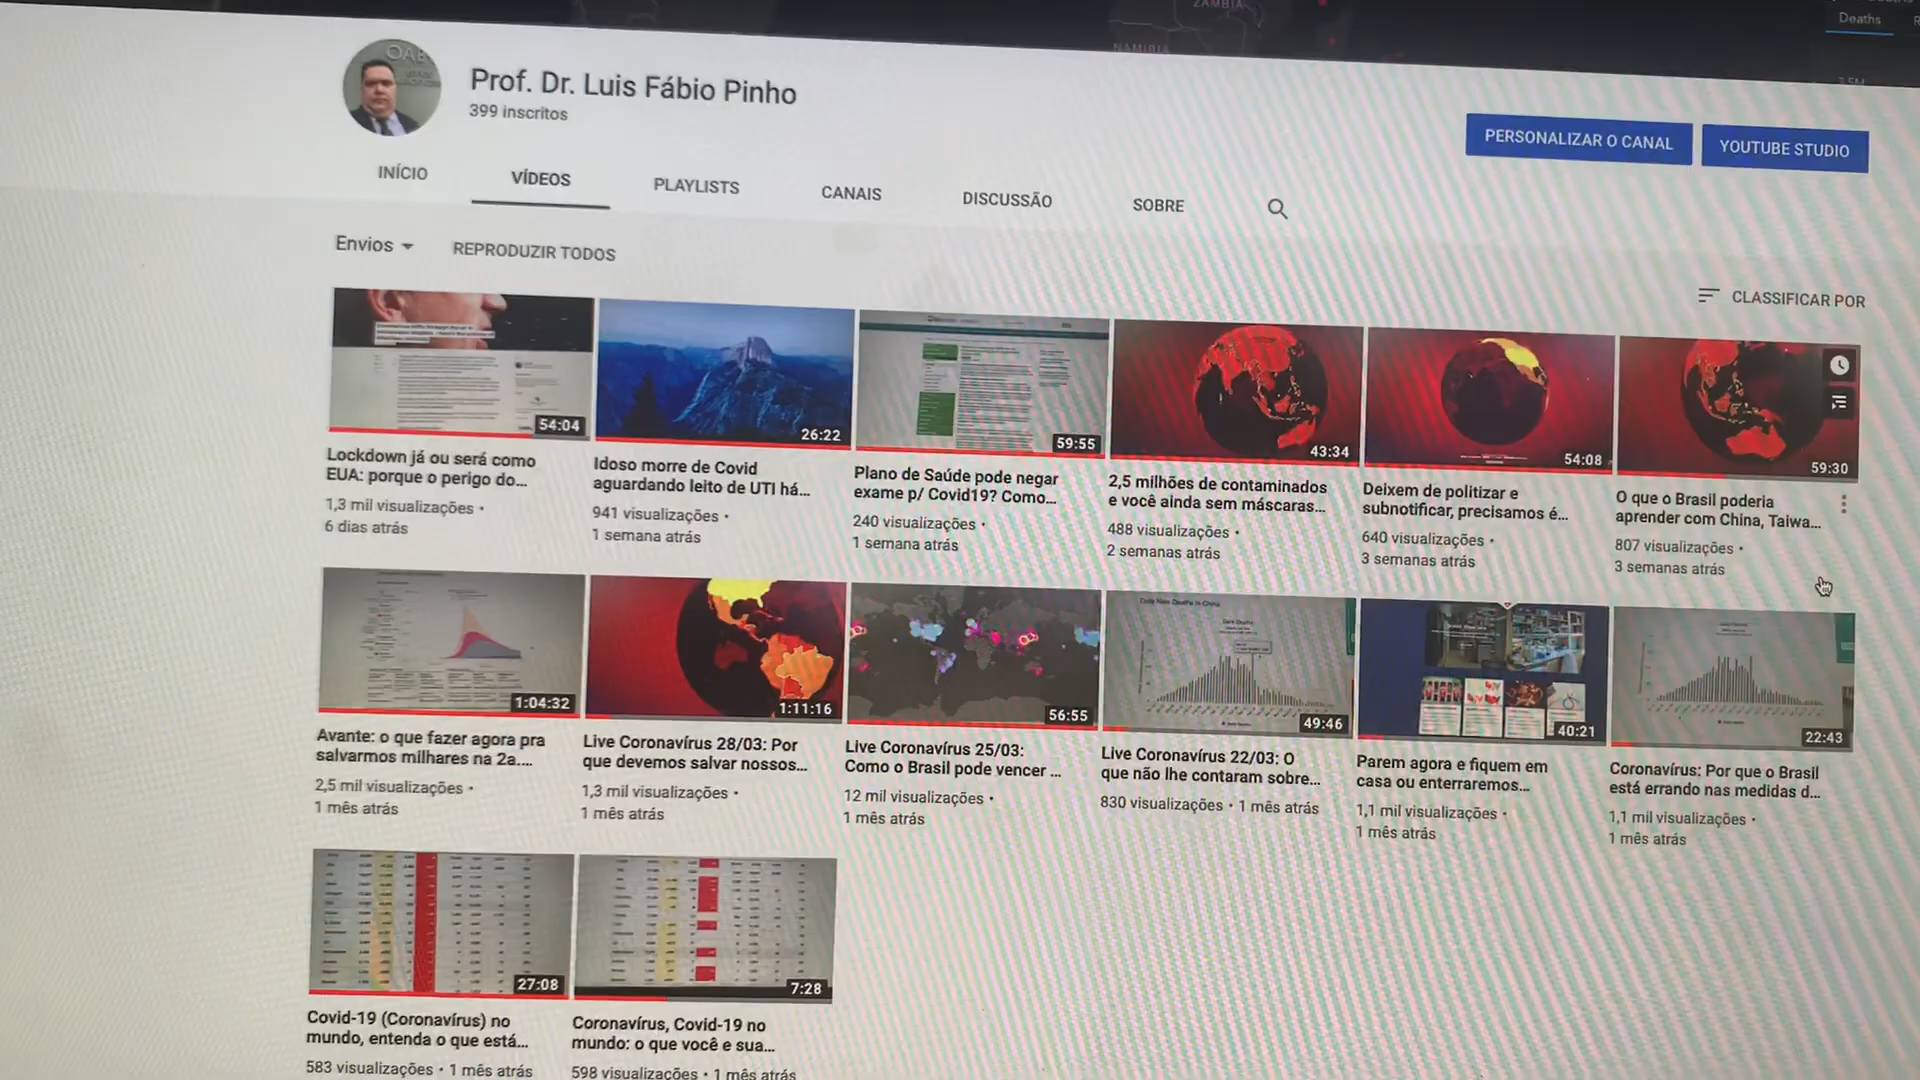 ZAMBIA
NAMIBIA
Deaths
OAB
Prof. Dr. Luis Fábio Pinho
399 inscritos
PERSONALIZAR O CANAL
YOUTUBE STUDIO
INÍCIO
VÍDEOS
PLAYLISTS
CANAIS
DISCUSSÃO
SOBRE
Envios
REPRODUZIR TODOS
CLASSIFICAR POR
54:04
26:22
59:55
43:34
54:08
59:30
Lockdown já ou será como
EUA: porque o perigo do...
1,3 mil visualizações •
6 dias atrás
Idoso morre de Covid
aguardando leito de UTI há...
941 visualizações •
1 semana atrás
Plano de Saúde pode negar
exame p/ Covid19? Como...
240 visualizações •
1 semana atrás
2,5 milhões de contaminados
e você ainda sem máscaras...
488 visualizações •
2 semanas atrás
Deixem de politizar e
subnotificar, precisamos é...
640 visualizações •
3 semanas atrás
O que o Brasil poderia
aprender com China, Taiwa...
807 visualizações •
3 semanas atrás
1:04:32
1:11:16
56:55
Daily New Deaths in China
49:46
40:21
22:43
Avante: o que fazer agora pra
salvarmos milhares na 2a....
2,5 mil visualizações •
1 mês atrás
Live Coronavírus 28/03: Por
que devemos salvar nossos...
1,3 mil visualizações •
1 mês atrás
Live Coronavírus 25/03:
Como o Brasil pode vencer ...
12 mil visualizações •
1 mês atrás
Live Coronavírus 22/03: O
que não lhe contaram sobre...
830 visualizações • 1 mês atrás
Parem agora e fiquem em
casa ou enterraremos...
1,1 mil visualizações •
1 mês atrás
Coronavírus: Por que o Brasil
está errando nas medidas d...
1,1 mil visualizações •
1 mês atrás
27:08
7:28
Covid-19 (Coronavírus) no
mundo, entenda o que está...
583 visualizações • 1 mês atrás
Coronavírus, Covid-19 no
mundo: o que você e sua...
598 visualizações • 1 mês atrás